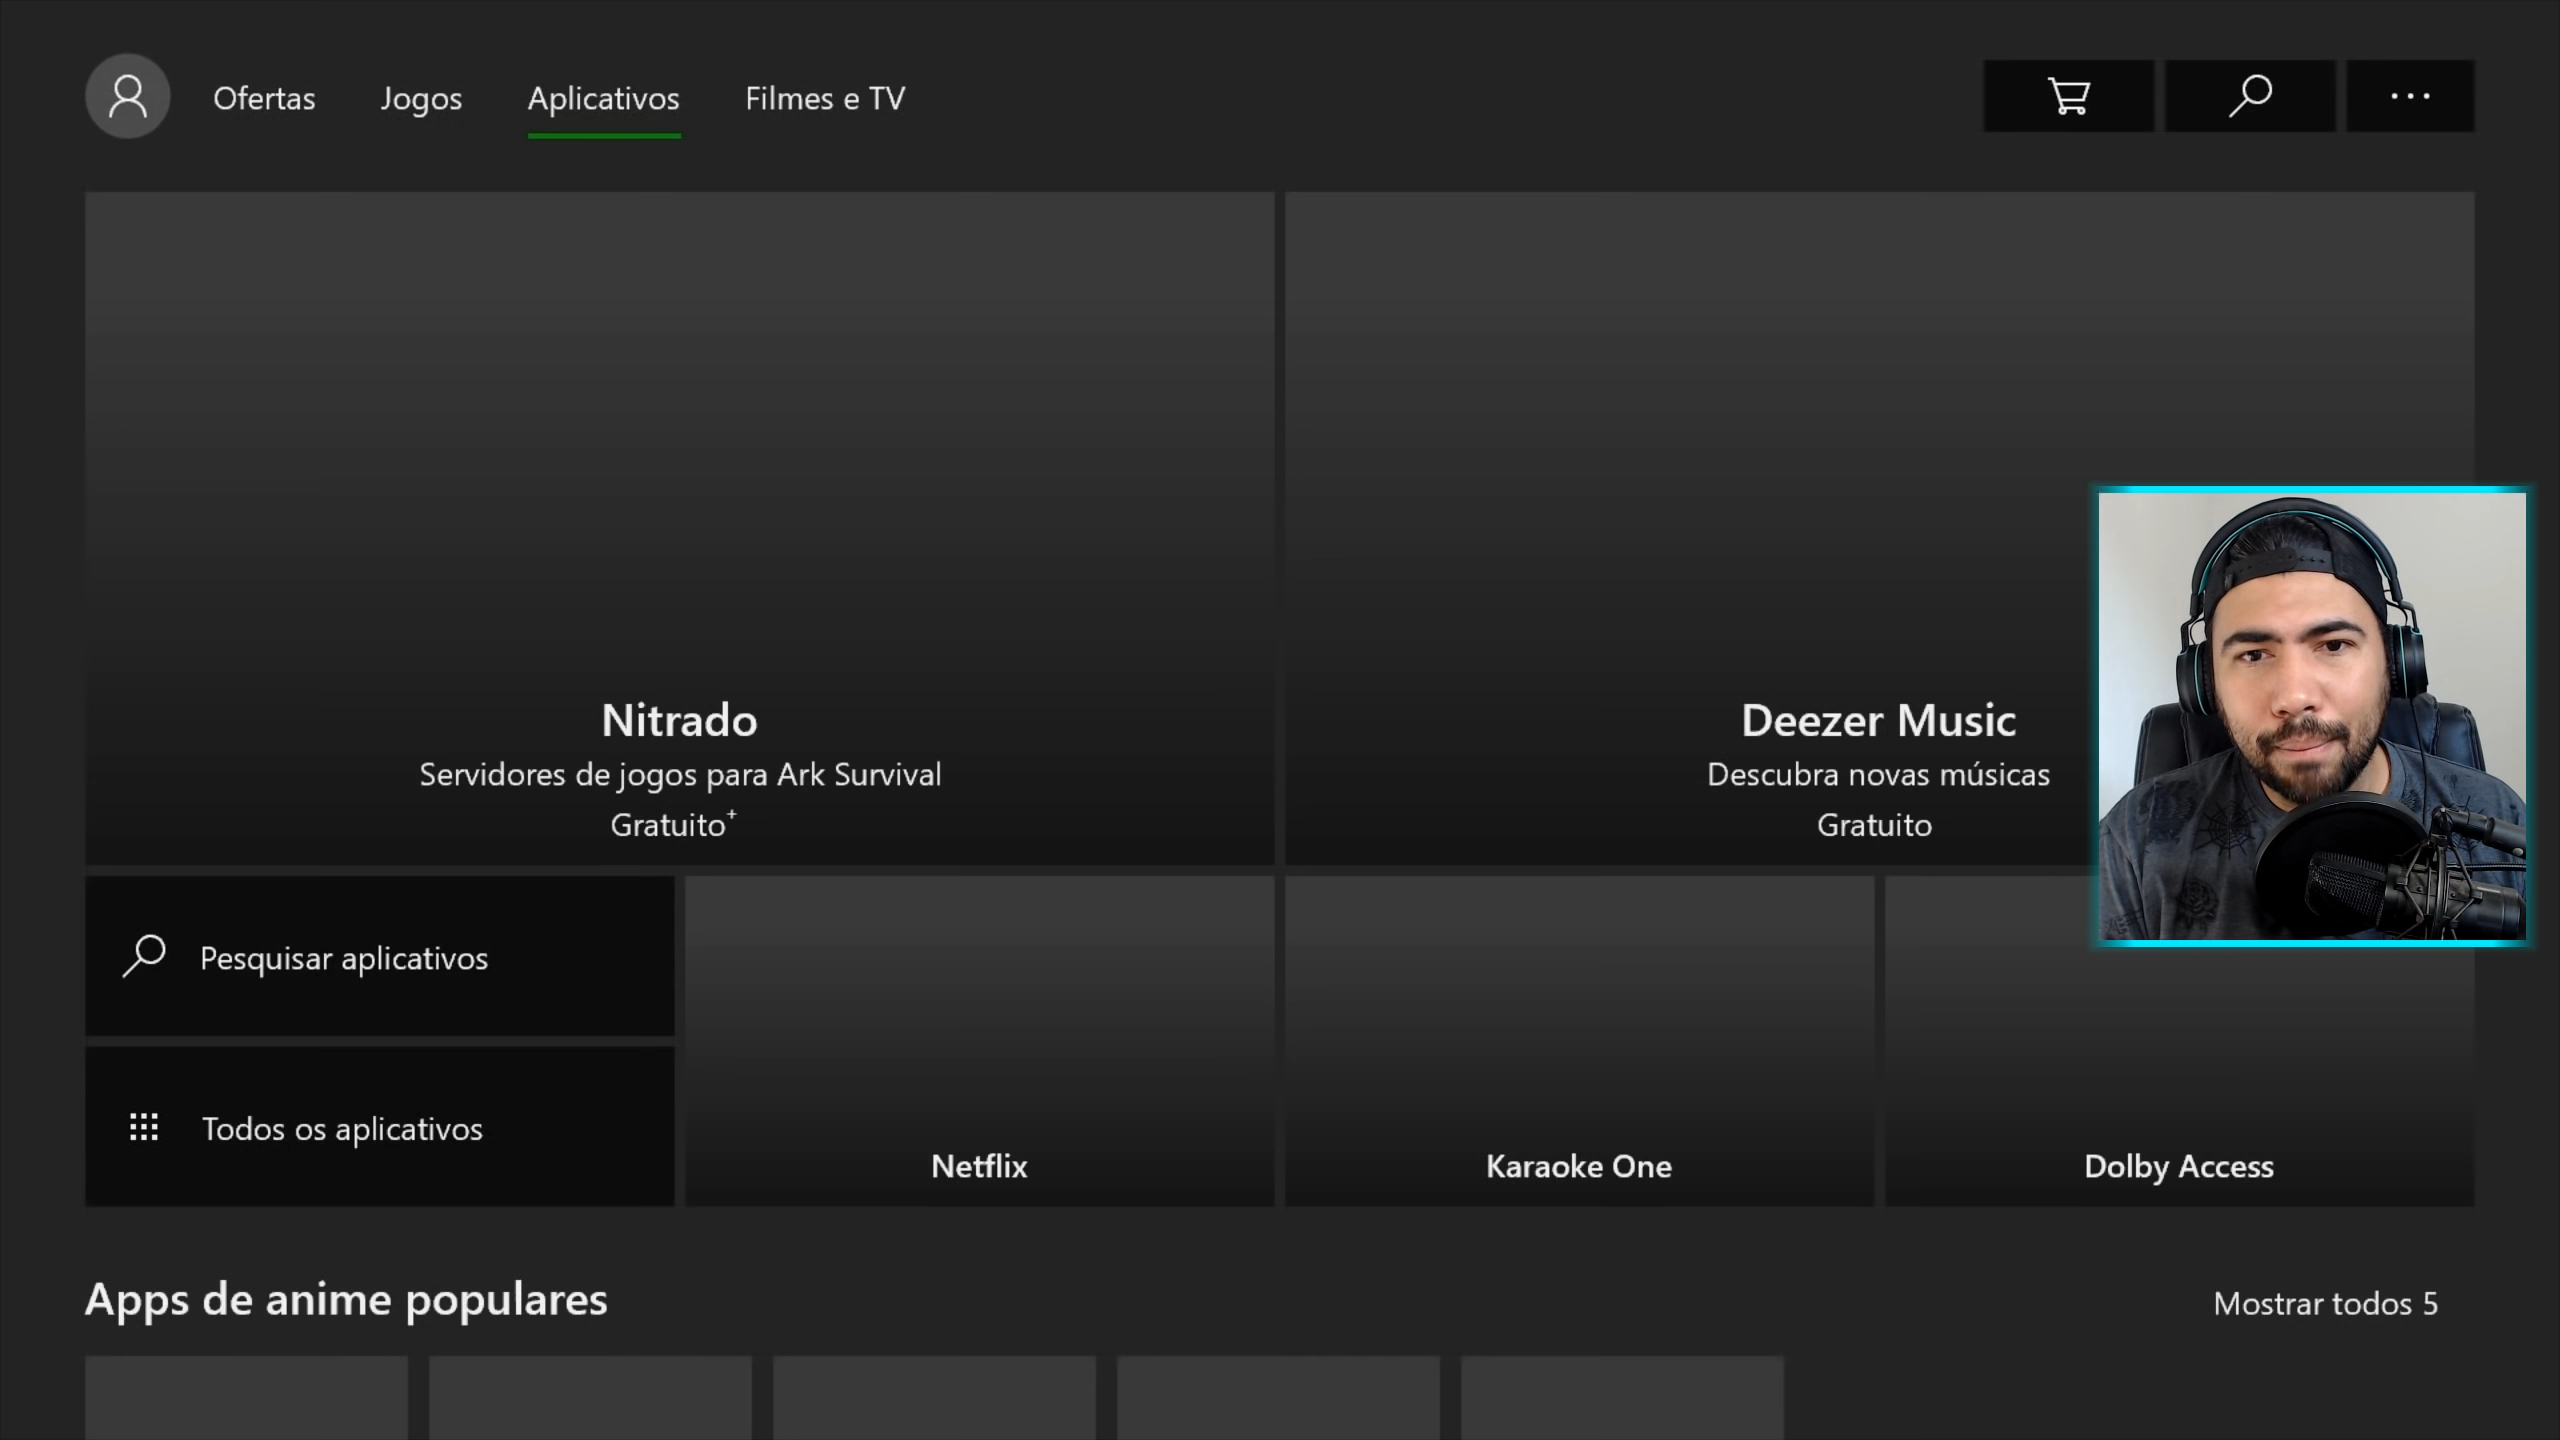 Ofertas
Jogos
Aplicativos
Filmes e TV
Nitrado
Servidores de jogos para Ark Survival
Gratuito+
Deezer Music
Descubra novas músicas
Gratuito
Pesquisar aplicativos
Todos os aplicativos
Netflix
Karaoke One
Dolby Access
Apps de anime populares
Mostrar todos 5